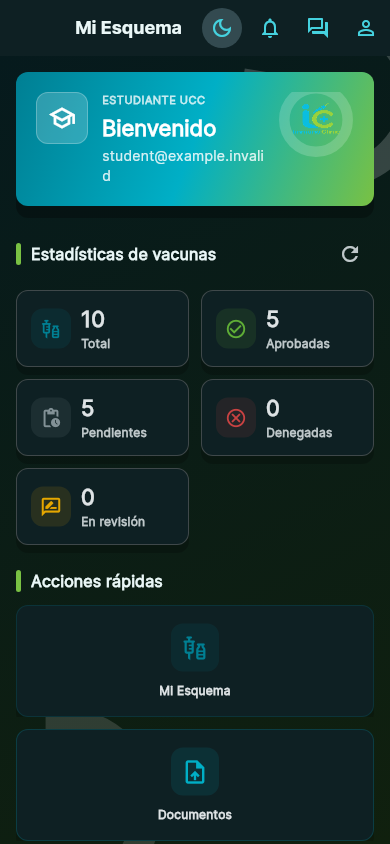 Mi Esquema
ESTUDIANTE UCC
Bienvenido
student@example.invali
d
Estadísticas de vacunas
10
Total
5
Aprobadas
5
Pendientes
0
Denegadas
0
En revisión
Acciones rápidas
Mi Esquema
Documentos